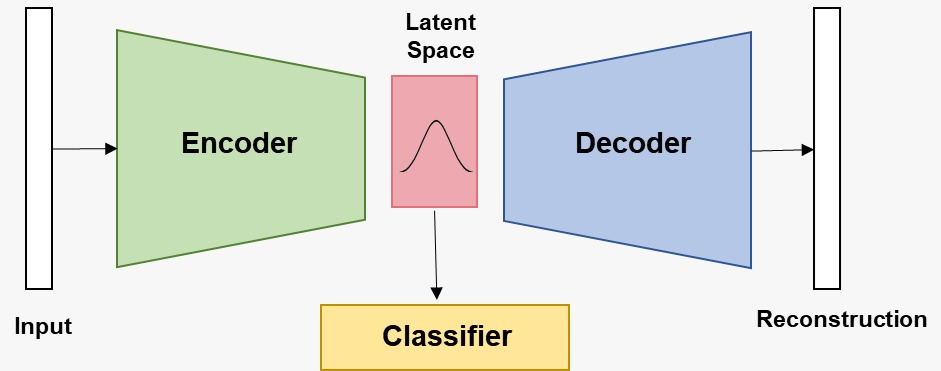 Latent
Space
Encoder
Decoder
Input
Classifier
Reconstruction